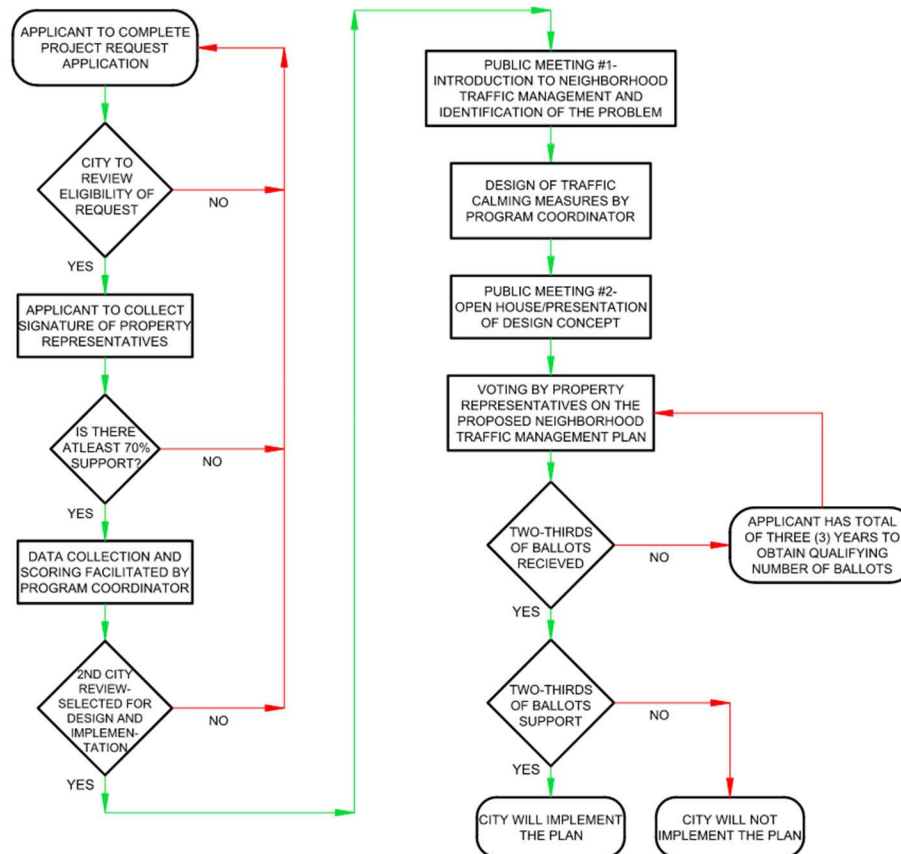 APPLICANT TO COMPLETE
PROJECT REQUEST
APPLICATION
CITY TO
REVIEW
ELIGIBILITY OF
REQUEST
NO
YES
APPLICANT TO COLLECT
SIGNATURE OF PROPERTY
REPRESENTATIVES
IS THERE
ATLEAST 70%
SUPPORT?
NO
YES
DATA COLLECTION AND
SCORING FACILITATED BY
PROGRAM COORDINATOR
2ND CITY
REVIEW-
SELECTED FOR
DESIGN AND
IMPLEMEN-
TATION
NO
YES
PUBLIC MEETING #1-
INTRODUCTION TO NEIGHBORHOOD
TRAFFIC MANAGEMENT AND
IDENTIFICATION OF THE PROBLEM
DESIGN OF TRAFFIC
CALMING MEASURES BY
PROGRAM COORDINATOR
PUBLIC MEETING #2-
OPEN HOUSE/PRESENTATION
OF DESIGN CONCEPT
VOTING BY PROPERTY
REPRESENTATIVES ON THE
PROPOSED NEIGHBORHOOD
TRAFFIC MANAGEMENT PLAN
TWO-THIRDS
OF BALLOTS
RECIEVED
NO
APPLICANT HAS TOTAL
OF THREE (3) YEARS TO
OBTAIN QUALIFYING
NUMBER OF BALLOTS
YES
TWO-THIRDS
OF BALLOTS
SUPPORT
NO
YES
CITY WILL IMPLEMENT
THE PLAN
CITY WILL NOT
IMPLEMENT THE PLAN